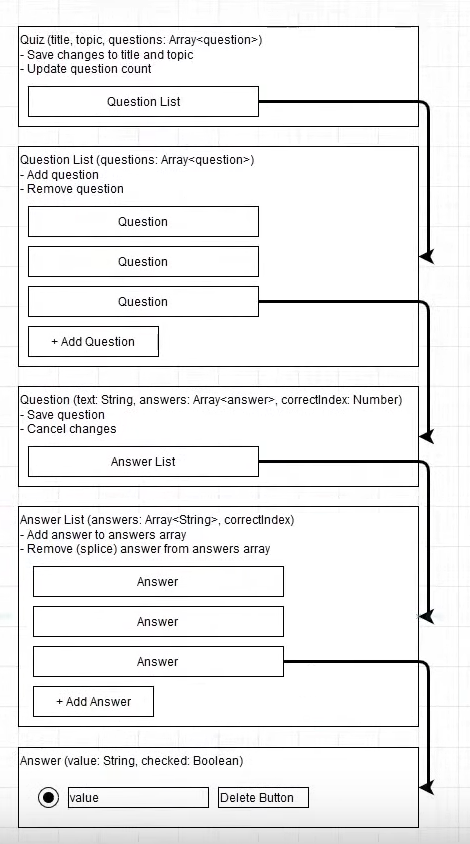 Quiz (title, topic, questions: Array<question>)
- Save changes to title and topic
- Update question count
Question List
Question List (questions: Array<question>)
- Add question
- Remove question
Question
Question
Question
+ Add Question
Question (text: String, answers: Array<answer>, correctIndex: Number)
- Save question
- Cancel changes
Answer List
Answer List (answers: Array<String>, correctIndex)
- Add answer to answers array
- Remove (splice) answer from answers array
Answer
Answer
Answer
+ Add Answer
Answer (value: String, checked: Boolean)
value
Delete Button